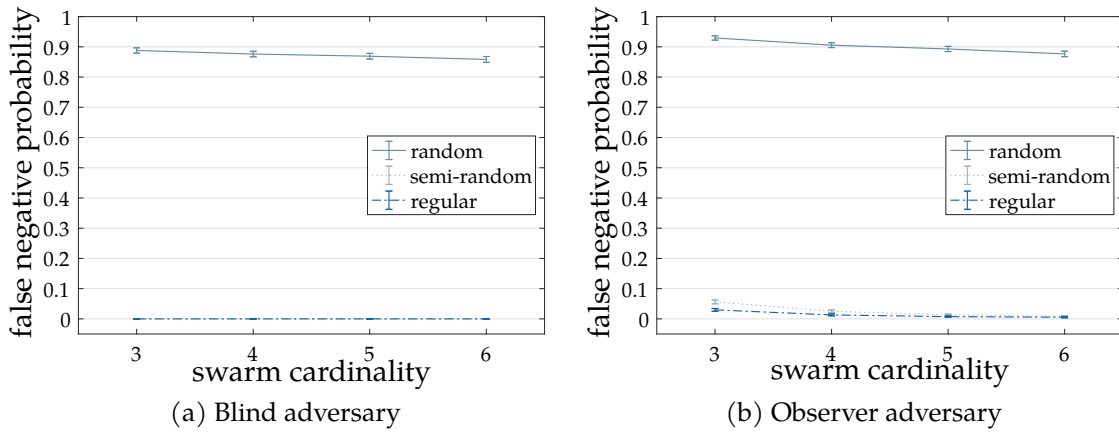 false negative probability
1
0.9
0.8
0.7
0.6
0.5
0.4
0.3
0.2
0.1
0
random
semi-random
regular
3 4 5 6
swarm cardinality
(a) Blind adversary
false negative probability
1
0.9
0.8
0.7
0.6
0.5
0.4
0.3
0.2
0.1
0
random
semi-random
regular
3 4 5 6
swarm cardinality
(b) Observer adversary